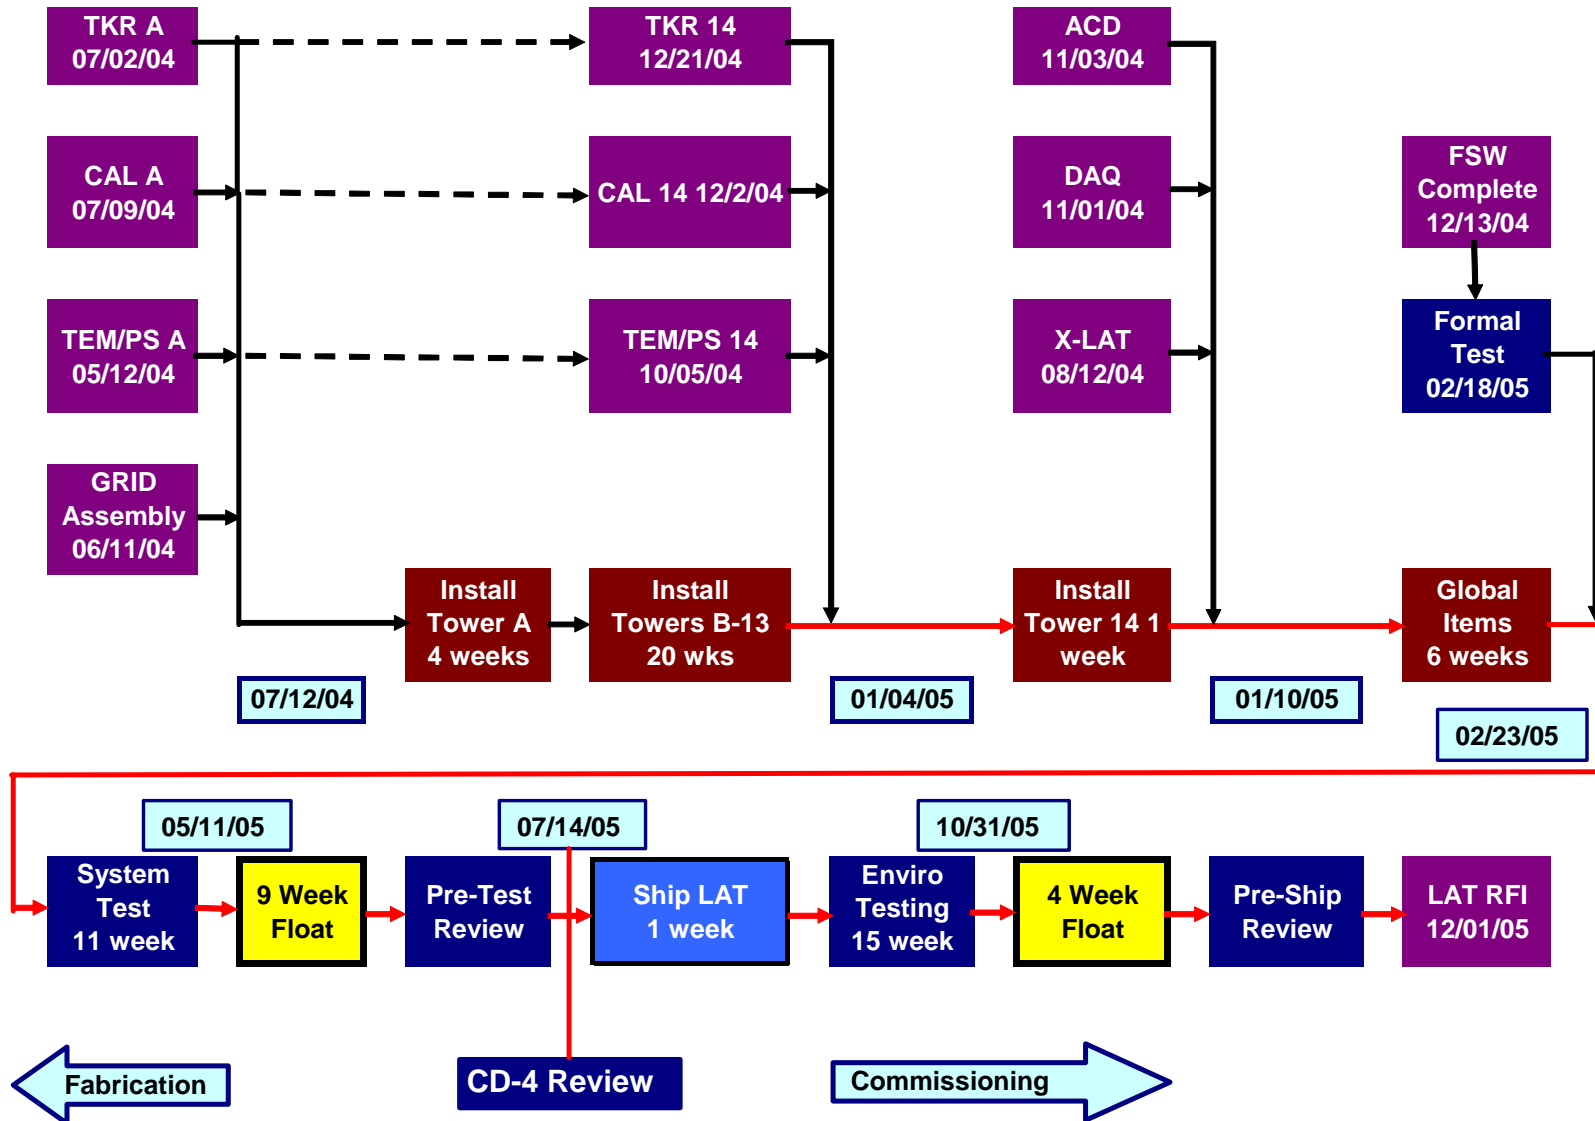 TKR A
07/02/04
TKR 14
12/21/04
ACD
11/03/04
CAL A
07/09/04
CAL 14 12/2/04
DAQ
11/01/04
FSW
Complete
12/13/04
TEM/PS A
05/12/04
TEM/PS 14
10/05/04
X-LAT
08/12/04
Formal
Test
02/18/05
GRID
Assembly
06/11/04
Install
Tower A
4 weeks
Install
Towers B-13
20 wks
Install
Tower 14 1
week
Global
Items
6 weeks
07/12/04
01/04/05
01/10/05
02/23/05
05/11/05
07/14/05
10/31/05
System
Test
11 week
9 Week
Float
Pre-Test
Review
Ship LAT
1 week
Enviro
Testing
15 week
4 Week
Float
Pre-Ship
Review
LAT RFI
12/01/05
Fabrication
CD-4 Review
Commissioning